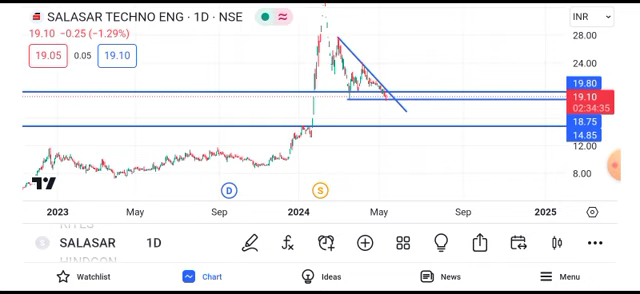 SALASAR TECHNO ENG · 1D · NSE
INR
19.10 −0.25 (−1.29%)
19.05
0.05
19.10
28.00
24.00
19.80
19.10
02:34:35
18.75
14.85
12.00
8.00
D
S
2023
May
Sep
2024
May
Sep
2025
S
SALASAR
1D
Watchlist
Chart
Ideas
News
Menu